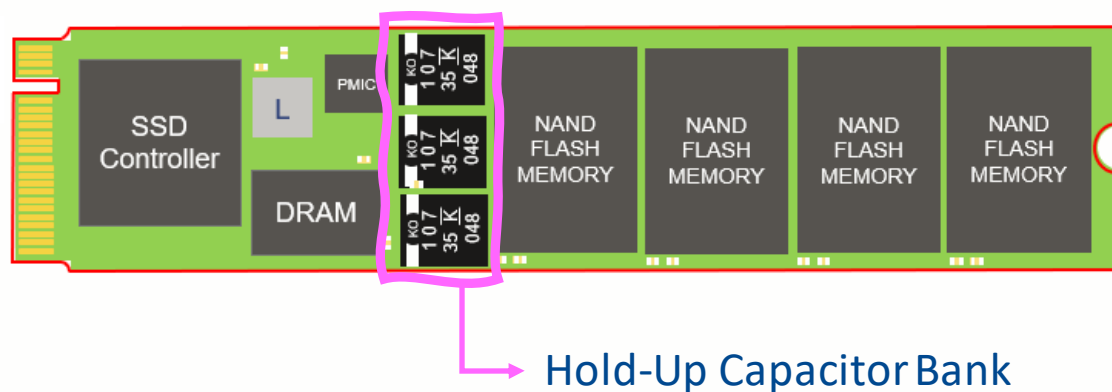 SSD
Controller
L
PMIC
DRAM
KO
107
35 K
048
KO
107
35 K
048
KO
107
35 K
048
NAND
FLASH
MEMORY
NAND
FLASH
MEMORY
NAND
FLASH
MEMORY
NAND
FLASH
MEMORY
Hold-Up Capacitor Bank